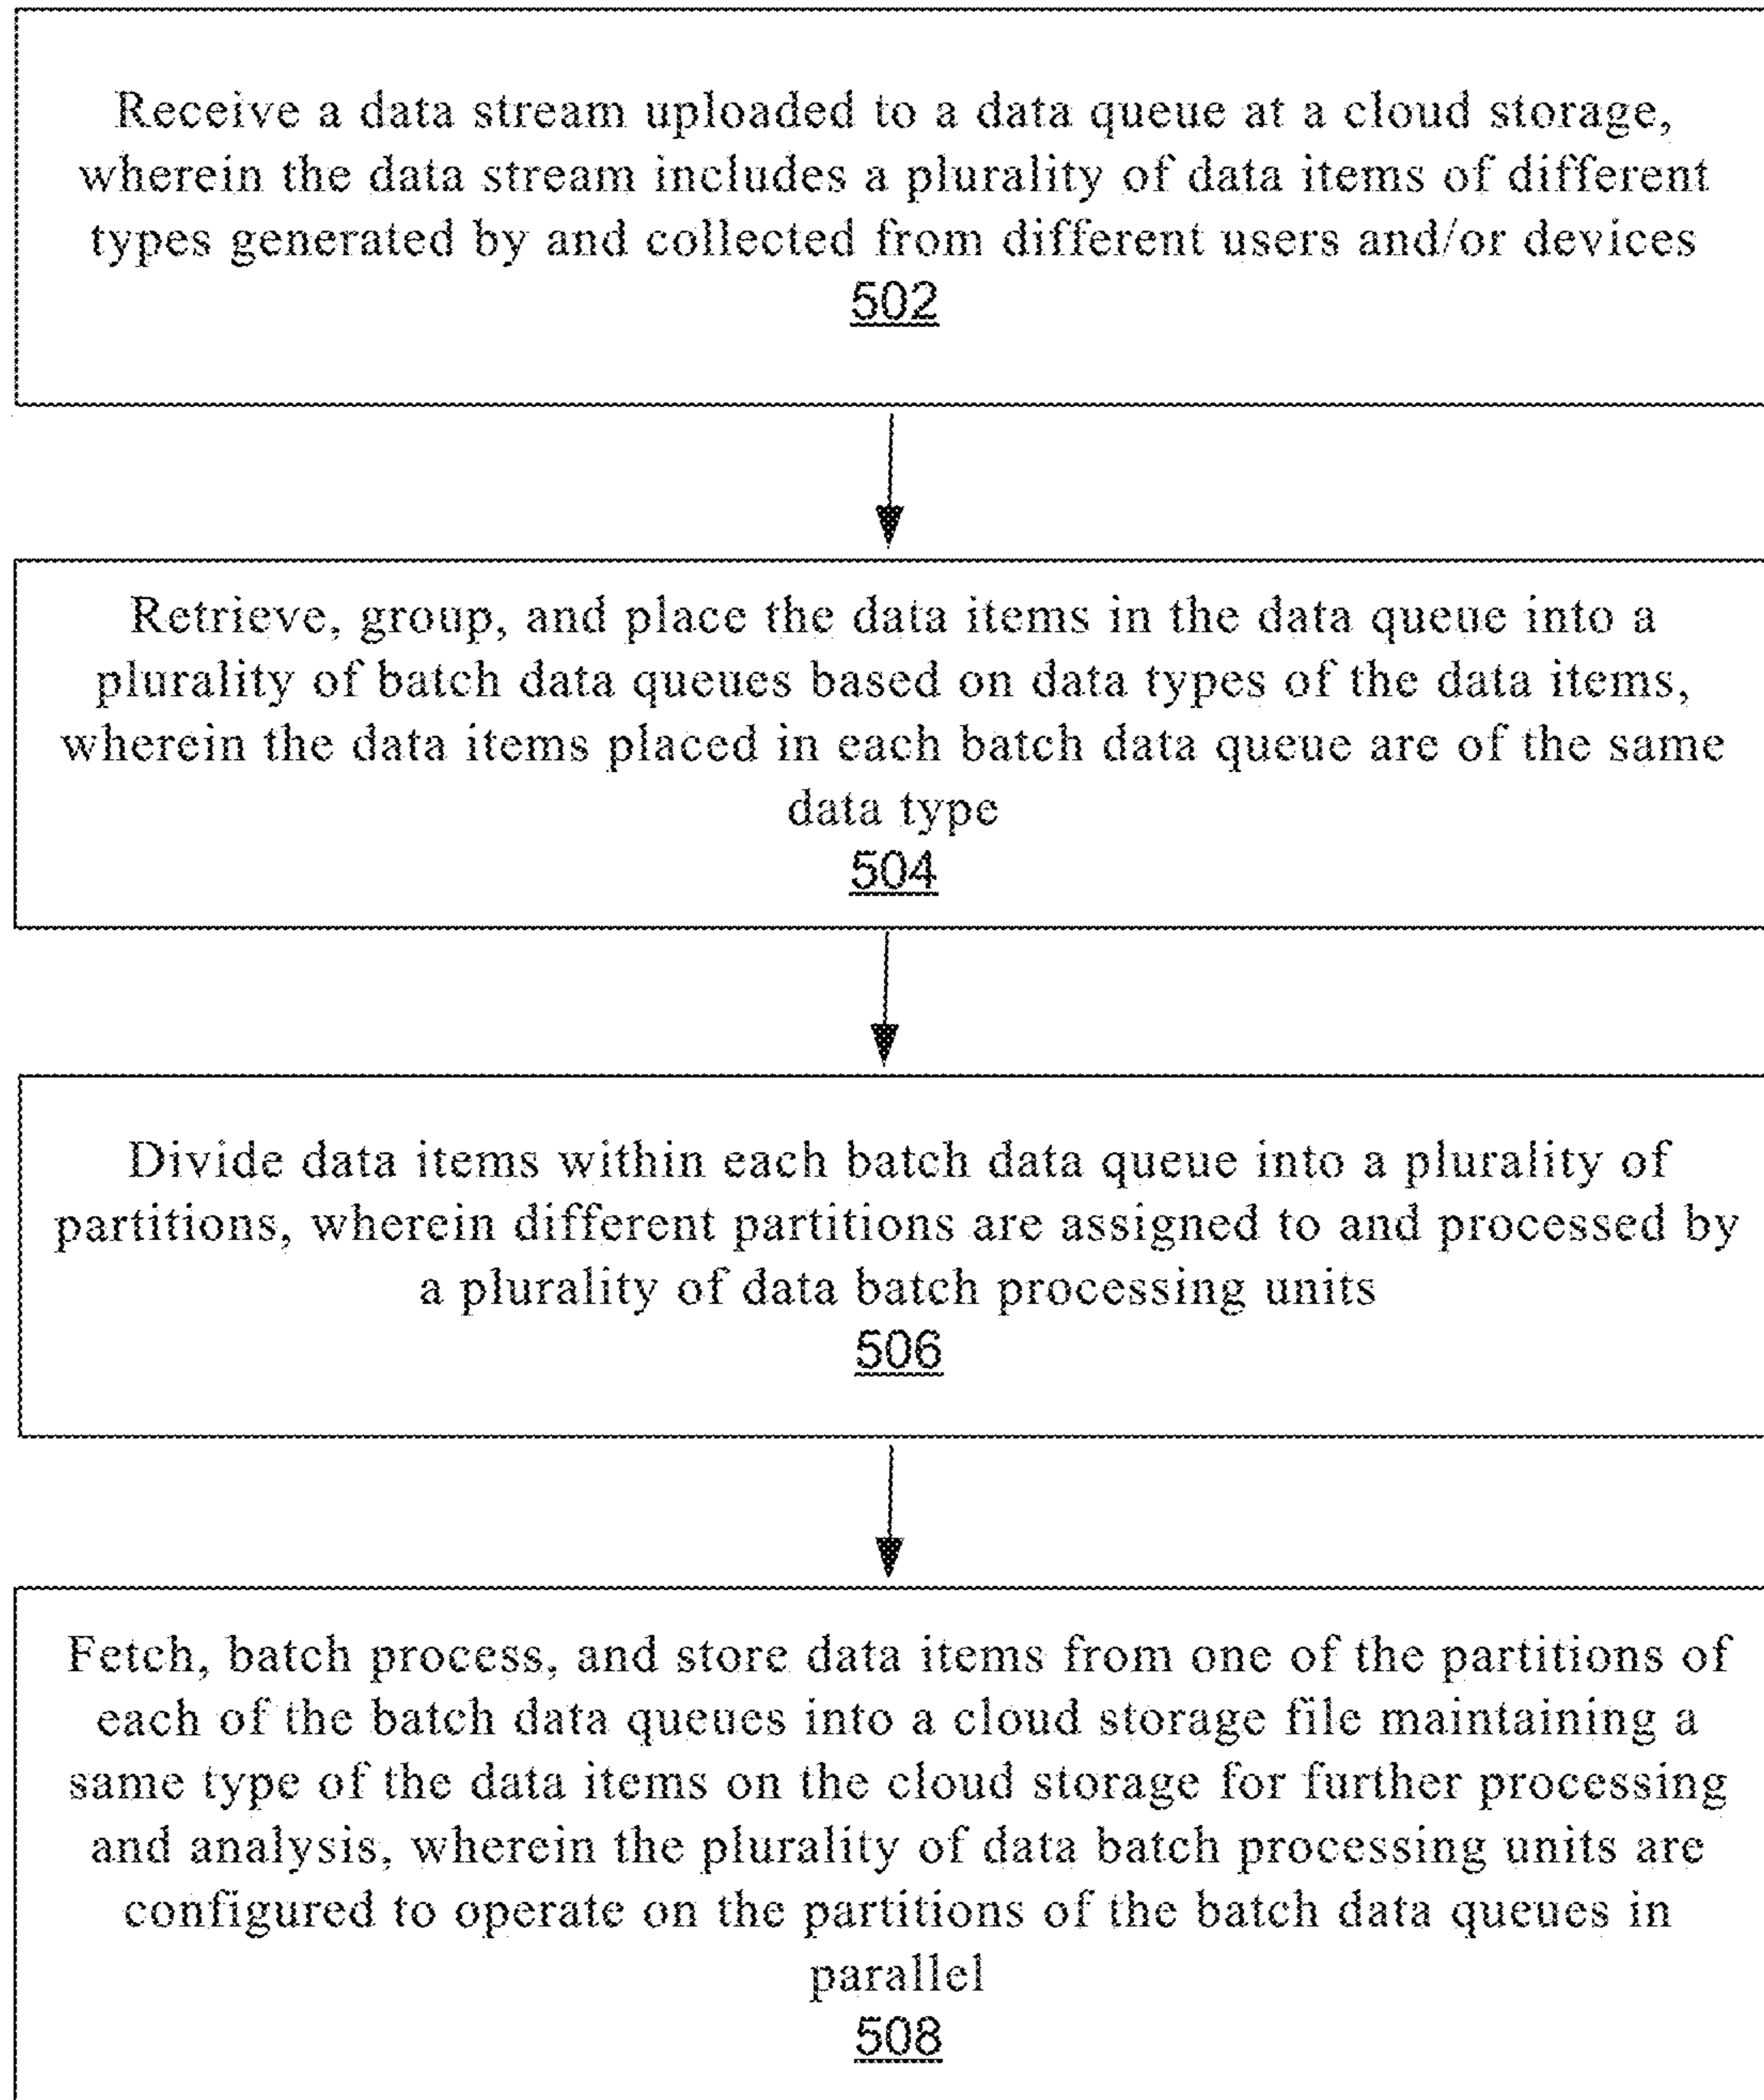 Receive a data stream uploaded to a data queue at a cloud storage,
wherein the data stream includes a plurality of data items of different
types generated by and collected from different users and/or devices
502
Retrieve, group, and place the data items in the data queue into a
plurality of batch data queues based on data types of the data items,
wherein the data items placed in each batch data queue are of the same
data type
504
Divide data items within each batch data queue into a plurality of
partitions, wherein different partitions are assigned to and processed by
a plurality of data batch processing units
506
Fetch, batch process, and store data items from one of the partitions of
each of the batch data queues into a cloud storage file maintaining a
same type of the data items on the cloud storage for further processing
and analysis, wherein the plurality of data batch processing units are
configured to operate on the partitions of the batch data queues in
parallel
508